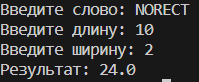 Введите слово: NORECT
Введите длину: 10
Введите ширину: 2
Результат: 24.0